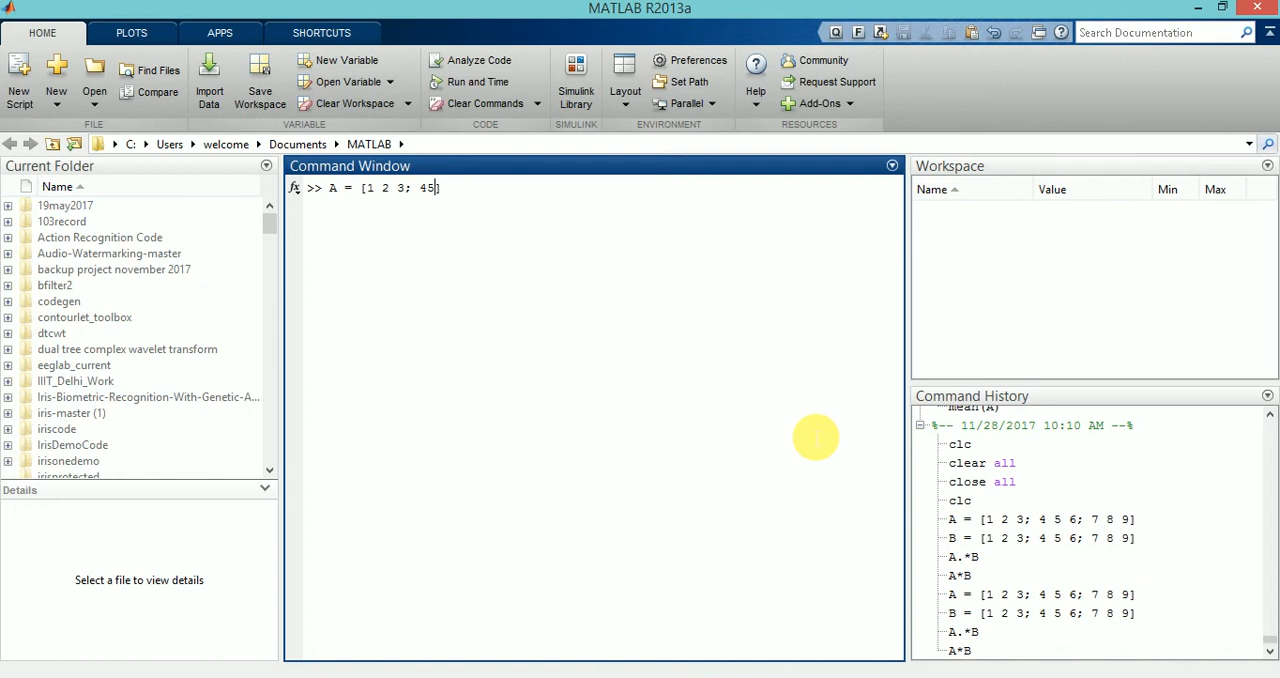 MATLAB R2013a
HOME PLOTS APPS SHORTCUTS
Search Documentation
New Script
New
Open
Find Files
Compare
Import Data
Save Workspace
New Variable
Open Variable
Clear Workspace
Analyze Code
Run and Time
Clear Commands
Simulink Library
Layout
Preferences
Set Path
Parallel
Help
Community
Request Support
Add-Ons
FILE VARIABLE CODE SIMULINK ENVIRONMENT RESOURCES
C: Users welcome Documents MATLAB
Current Folder
Name
19may2017
103record
Action Recognition Code
Audio-Watermarking-master
backup project november 2017
bfilter2
codegen
contourlet_toolbox
dtcwt
dual tree complex wavelet transform
eeglab_current
IIIT_Delhi_Work
Iris-Biometric-Recognition-With-Genetic-A...
iris-master (1)
iriscode
IrisDemoCode
irisonedemo
irisprotected
Details
Select a file to view details
Command Window
fx >> A = [1 2 3; 45]
Workspace
Name Value Min Max
Command History
mean(A)
%-- 11/28/2017 10:10 AM --%
clc
clear all
close all
clc
A = [1 2 3; 4 5 6; 7 8 9]
B = [1 2 3; 4 5 6; 7 8 9]
A.*B
A*B
A = [1 2 3; 4 5 6; 7 8 9]
B = [1 2 3; 4 5 6; 7 8 9]
A.*B
A*B